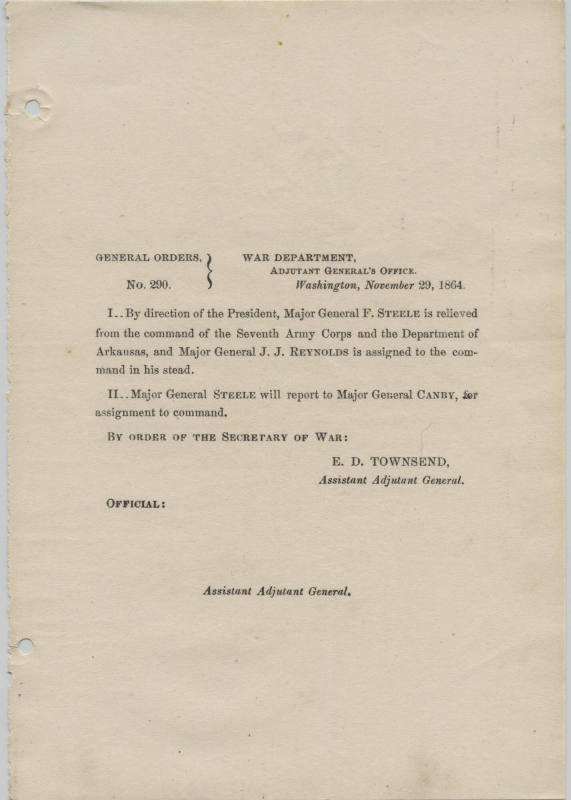 GENERAL ORDERS, } WAR DEPARTMENT,
ADJUTANT GENERAL'S OFFICE.
No. 290. Washington, November 29, 1864.
I..By direction of the President, Major General F. STEELE is relieved
from the command of the Seventh Army Corps and the Department of
Arkansas, and Major General J. J. REYNOLDS is assigned to the com-
mand in his stead.
II..Major General STEELE will report to Major General CANBY, for
assignment to command.
BY ORDER OF THE SECRETARY OF WAR:
E. D. TOWNSEND,
Assistant Adjutant General.
OFFICIAL:
Assistant Adjutant General.